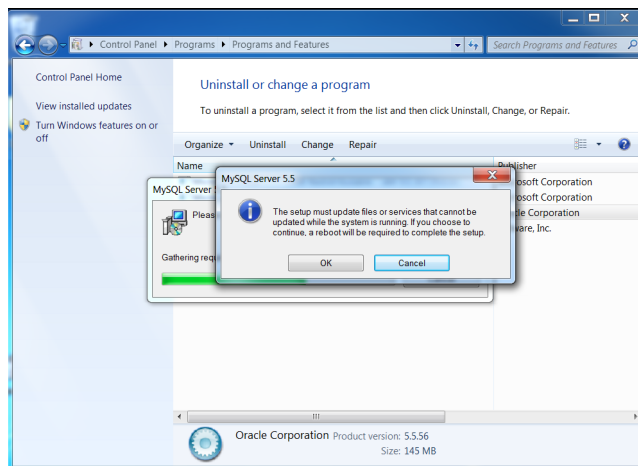 Control Panel ▸ Programs ▸ Programs and Features
Search Programs and Features
Control Panel Home
View installed updates
Turn Windows features on or
off
Uninstall or change a program
To uninstall a program, select it from the list and then click Uninstall, Change, or Repair.
Organize Uninstall Change Repair
Name
MySQL Server
Pleas
Gathering requ
MySQL Server 5.5
The setup must update files or services that cannot be
updated while the system is running. If you choose to
continue, a reboot will be required to complete the setup.
OK Cancel
osoft Corporation
osoft Corporation
cle Corporation
ware, Inc.
Oracle Corporation Product version: 5.5.56
Size: 145 MB